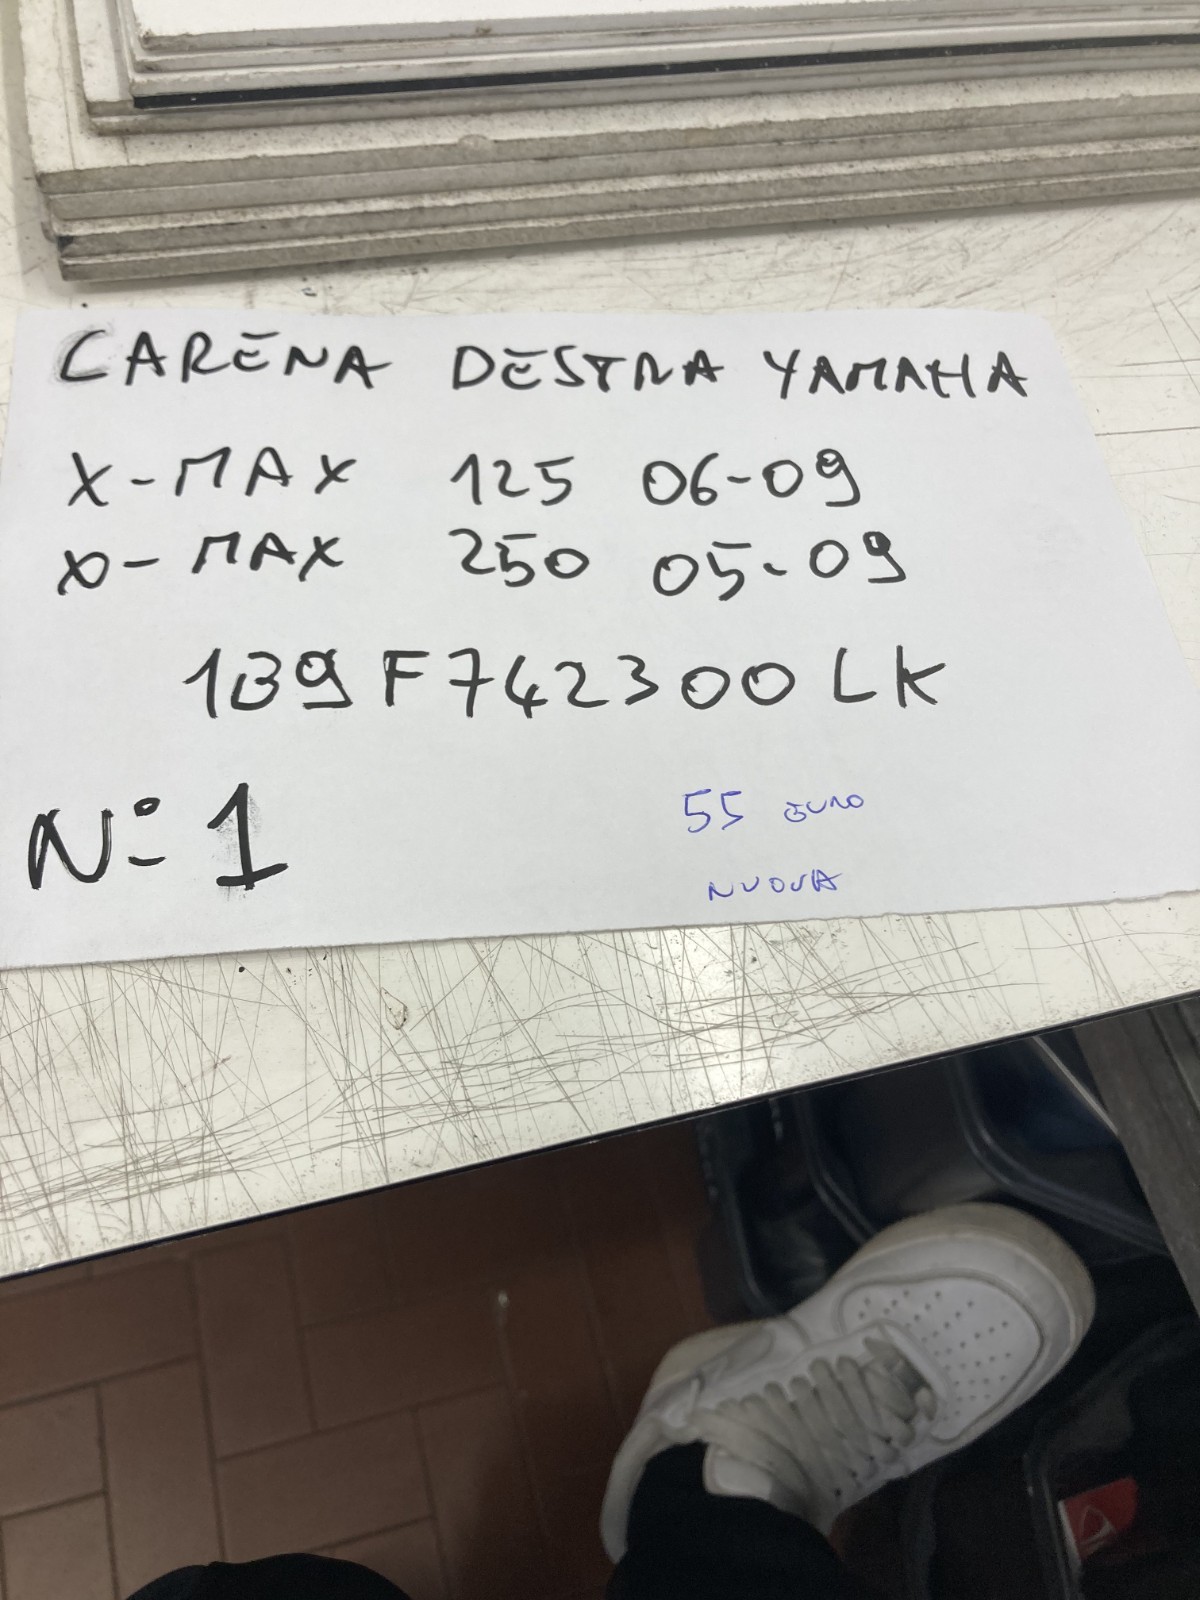 CARENA DESTRA YAMAHA
X-MAX 125 06-09
X-MAX 250 05-09
1B9F742300LK
N° 1
55 EURO
NUOVA